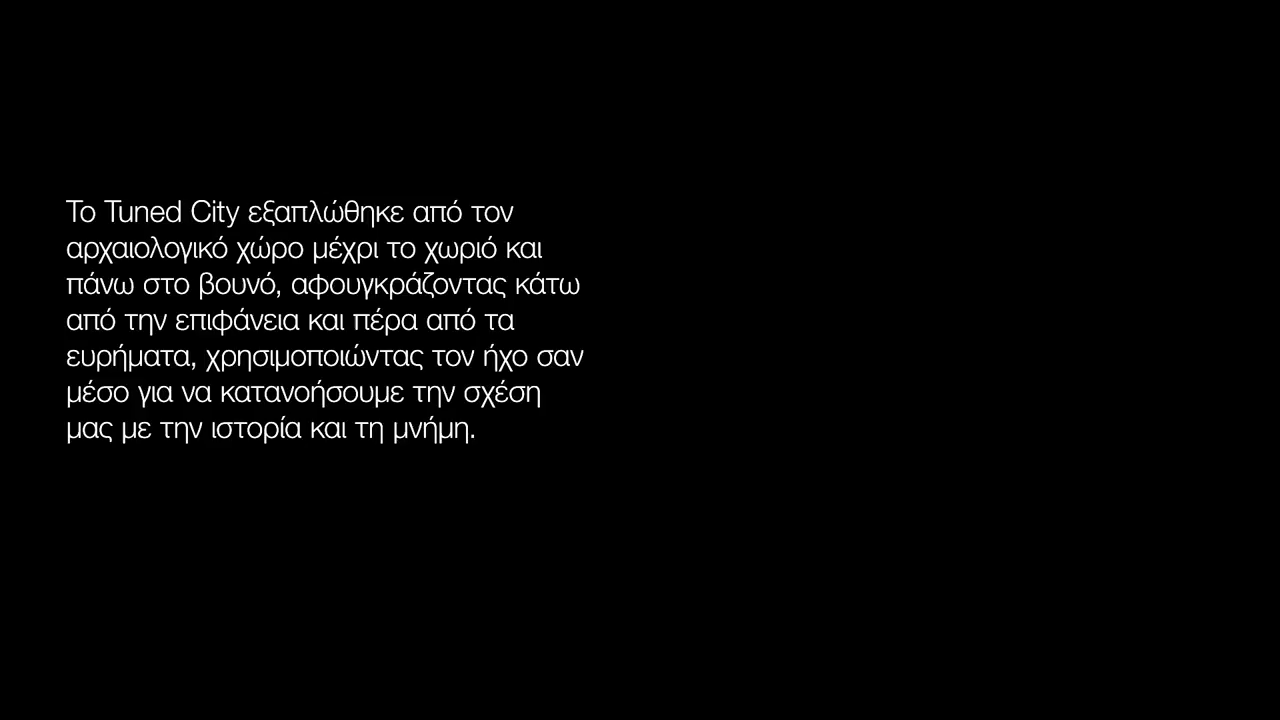 Το Tuned City εξαπλώθηκε από τον
αρχαιολογικό χώρο μέχρι το χωριό και
πάνω στο βουνό, αφουγκράζοντας κάτω
από την επιφάνεια και πέρα από τα
ευρήματα, χρησιμοποιώντας τον ήχο σαν
μέσο για να κατανοήσουμε την σχέση
μας με την ιστορία και τη μνήμη.